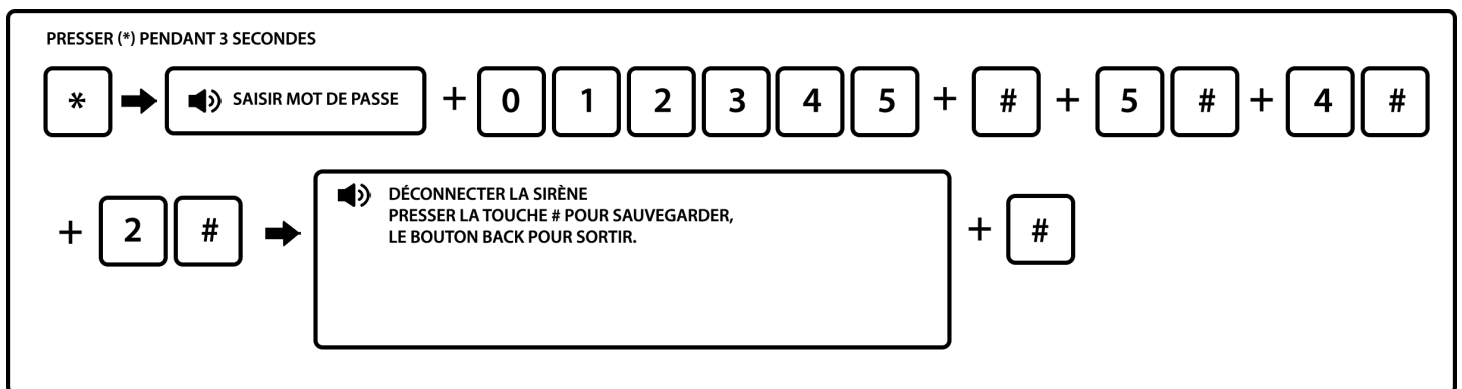 PRESSER (*) PENDANT 3 SECONDES
* SAISIR MOT DE PASSE + 0 1 2 3 4 5 + # + 5 # + 4 #
+ 2 # DÉCONNECTER LA SIRÈNE
PRESSER LA TOUCHE # POUR SAUVEGARDER,
LE BOUTON BACK POUR SORTIR.
+ #